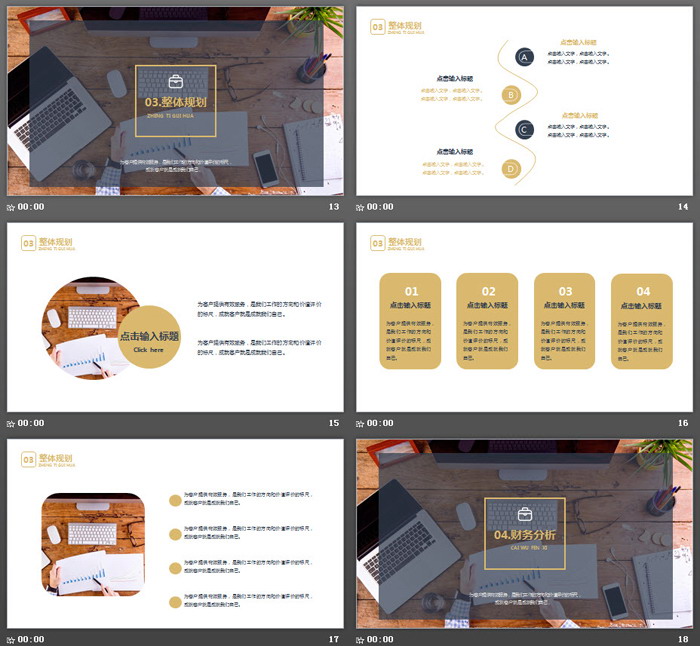 03.整体规划
ZHENG TI GUI HUA
为客户提供有效服务，是我们工作的方向和价值评价的标尺，
成就客户就是成就我们自己。
00:00
13
03 整体规划
ZHENG TI GUI HUA
点击输入标题
A
点击输入文字，点击输入文字。
点击输入文字，点击输入文字。
点击输入标题
B
点击输入文字，点击输入文字，
点击输入文字，点击输入文字。
点击输入标题
C
点击输入文字，点击输入文字。
点击输入文字，点击输入文字。
点击输入标题
D
点击输入文字，点击输入文字，
点击输入文字，点击输入文字。
00:00
14
03 整体规划
ZHENG TI GUI HUA
点击输入标题
Click here
为客户提供有效服务，是我们工作的方向和价值评价
的标尺，成就客户就是成就我们自己。
为客户提供有效服务，是我们工作的方向和价值评价
的标尺，成就客户就是成就我们自己。
00:00
15
03 整体规划
ZHENG TI GUI HUA
01
点击输入标题
为客户提供有效服务，
是我们工作的方向和
价值评价的标尺，成
就客户就是成就我们
自己。
02
点击输入标题
为客户提供有效服务，
是我们工作的方向和
价值评价的标尺，成
就客户就是成就我们
自己。
03
点击输入标题
为客户提供有效服务，
是我们工作的方向和
价值评价的标尺，成
就客户就是成就我们
自己。
04
点击输入标题
为客户提供有效服务，
是我们工作的方向和
价值评价的标尺，成
就客户就是成就我们
自己。
00:00
16
03 整体规划
ZHENG TI GUI HUA
为客户提供有效服务，是我们工作的方向和价值评价的标尺，
成就客户就是成就我们自己。
为客户提供有效服务，是我们工作的方向和价值评价的标尺，
成就客户就是成就我们自己。
为客户提供有效服务，是我们工作的方向和价值评价的标尺，
成就客户就是成就我们自己。
为客户提供有效服务，是我们工作的方向和价值评价的标尺，
成就客户就是成就我们自己。
00:00
17
04.财务分析
CAI WU FEN XI
为客户提供有效服务，是我们工作的方向和价值评价的标尺，
成就客户就是成就我们自己。
00:00
18